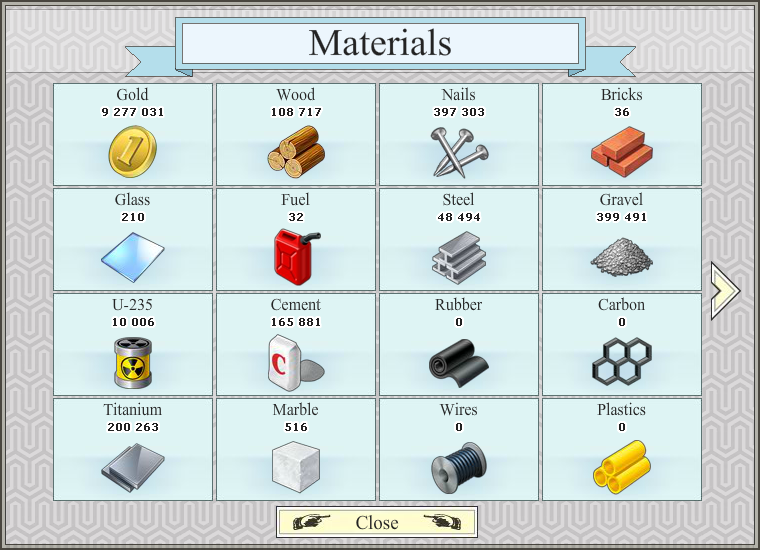 Materials
Gold Wood Nails Bricks
9 277 031 108 717 397 303 36
1
Glass Fuel Steel Gravel
210 32 48 494 399 491
U-235 Cement Rubber Carbon
10 006 165 881 0 0
C
Titanium Marble Wires Plastics
200 263 516 0 0
Close